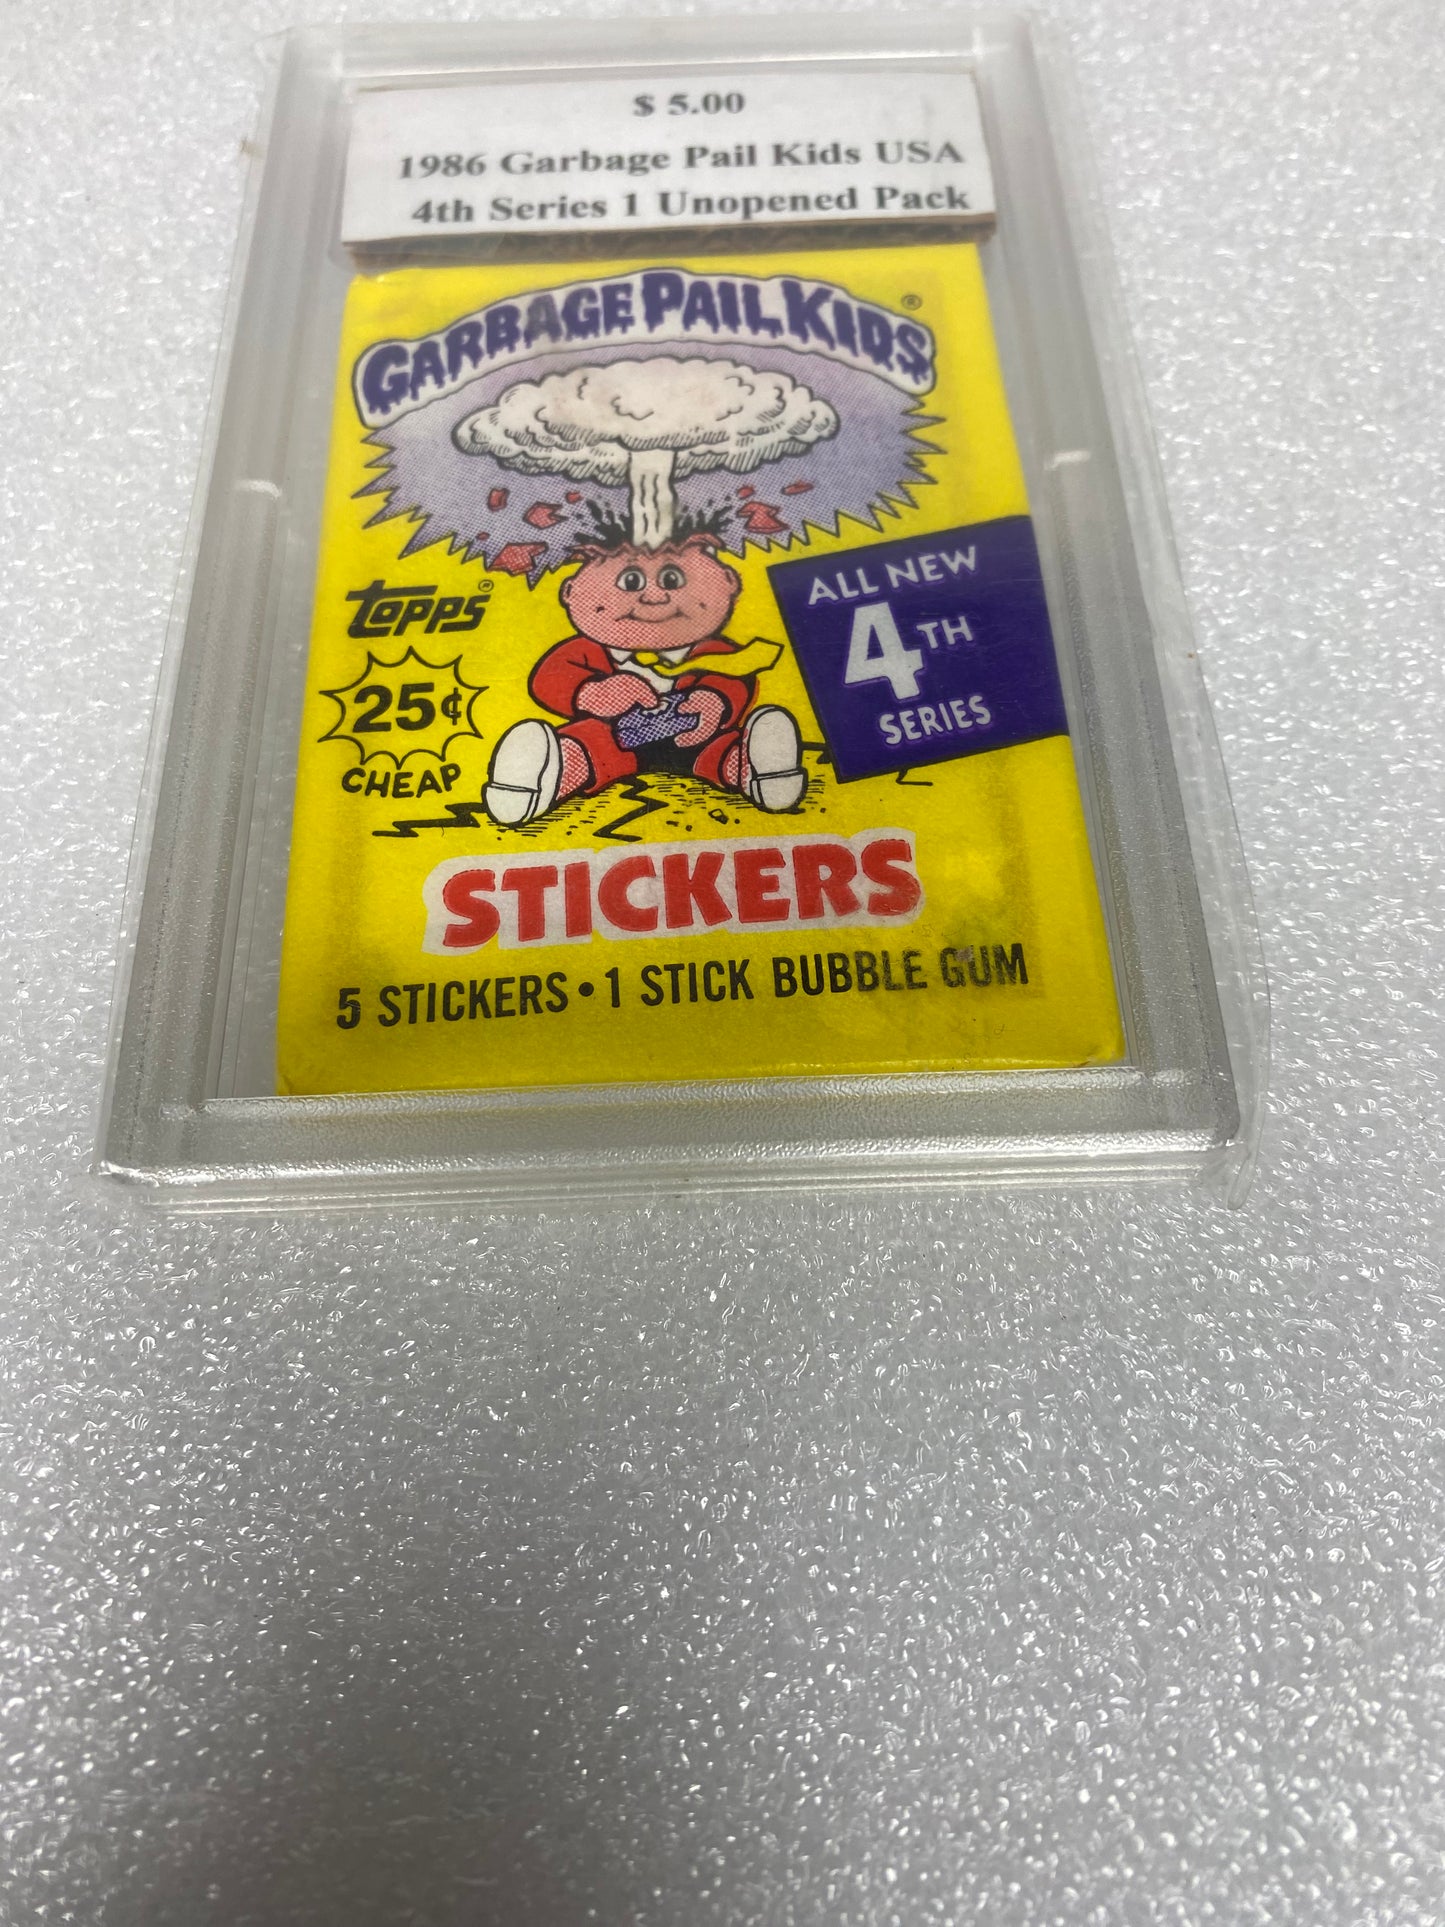 $ 5.00
1986 Garbage Pail Kids USA
4th Series 1 Unopened Pack
GARBAGE PAIL KIDS ®
TOPPS ®
25¢
CHEAP
ALL NEW
4TH
SERIES
STICKERS
5 STICKERS • 1 STICK BUBBLE GUM